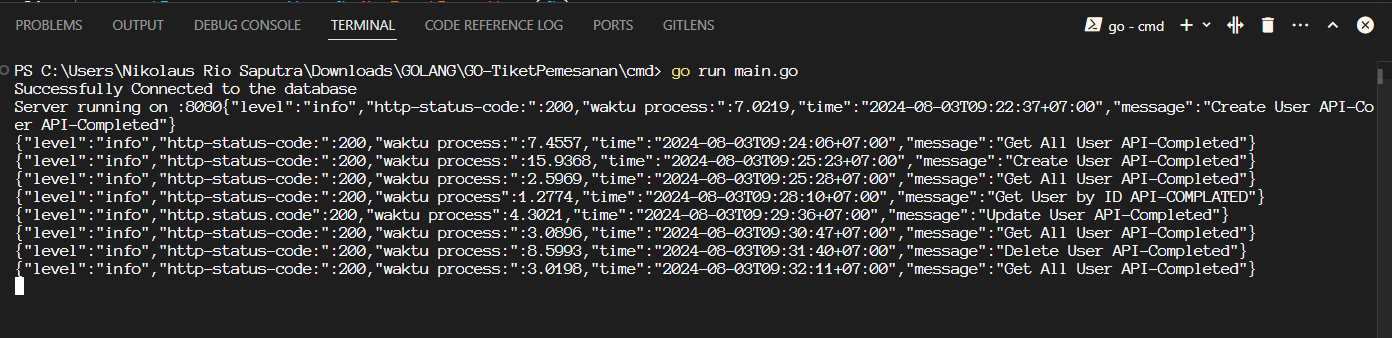 PROBLEMS OUTPUT DEBUG CONSOLE TERMINAL CODE REFERENCE LOG PORTS GITLENS go - cmd
PS C:\Users\Nikolaus Rio Saputra\Downloads\GOLANG\GO-TiketPemesanan\cmd> go run main.go
Successfully Connected to the database
Server running on :8080{"level":"info","http-status-code:":200,"waktu process:":7.0219,"time":"2024-08-03T09:22:37+07:00","message":"Create User API-Co
er API-Completed"}
{"level":"info","http-status-code:":200,"waktu process:":7.4557,"time":"2024-08-03T09:24:06+07:00","message":"Get All User API-Completed"}
{"level":"info","http-status-code:":200,"waktu process:":15.9368,"time":"2024-08-03T09:25:23+07:00","message":"Create User API-Completed"}
{"level":"info","http-status-code:":200,"waktu process:":2.5969,"time":"2024-08-03T09:25:28+07:00","message":"Get All User API-Completed"}
{"level":"info","http-status-code:":200,"waktu process":1.2774,"time":"2024-08-03T09:28:10+07:00","message":"Get User by ID API-COMPLATED"}
{"level":"info","http.status.code":200,"waktu process":4.3021,"time":"2024-08-03T09:29:36+07:00","message":"Update User API-Completed"}
{"level":"info","http-status-code:":200,"waktu process:":3.0896,"time":"2024-08-03T09:30:47+07:00","message":"Get All User API-Completed"}
{"level":"info","http-status-code:":200,"waktu process:":8.5993,"time":"2024-08-03T09:31:40+07:00","message":"Delete User API-Completed"}
{"level":"info","http-status-code:":200,"waktu process:":3.0198,"time":"2024-08-03T09:32:11+07:00","message":"Get All User API-Completed"}